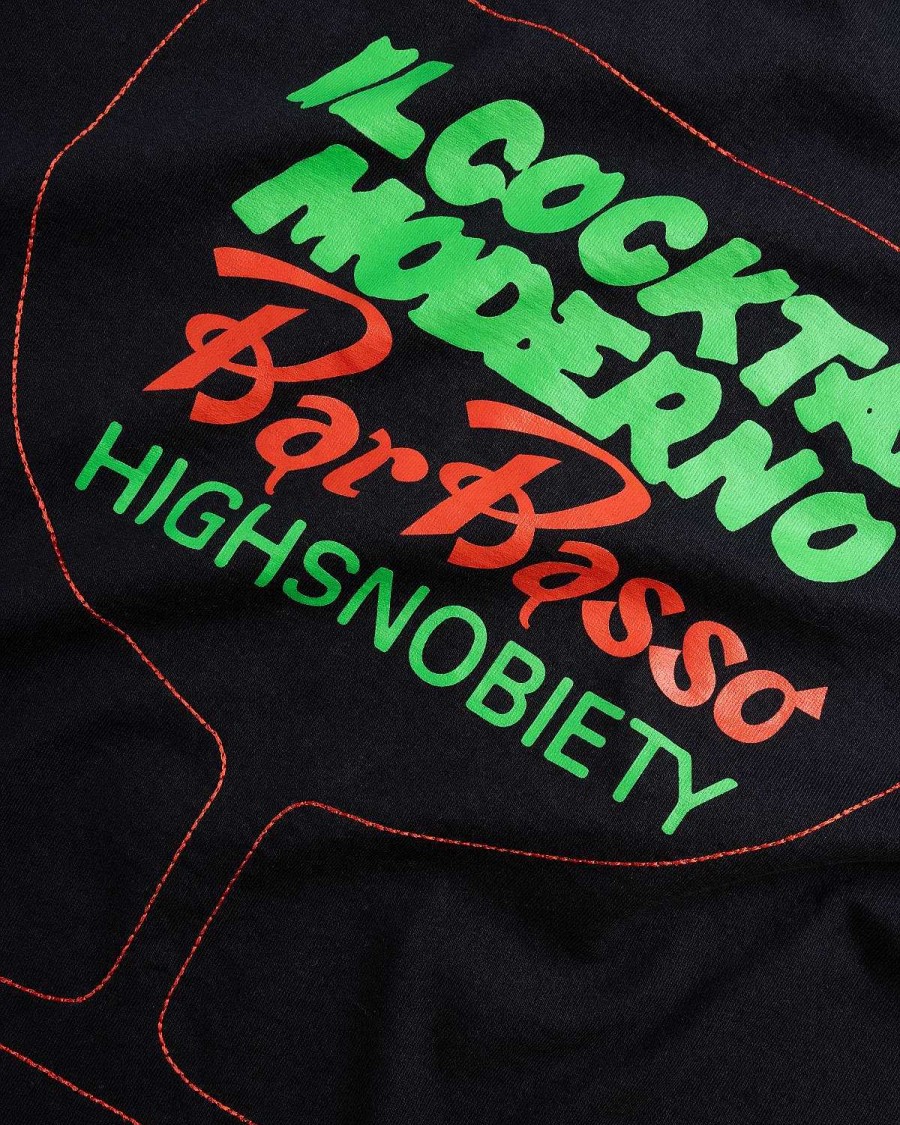 IL COCKTA
MODERNO
Bar Basso
HIGHSNOBIETY